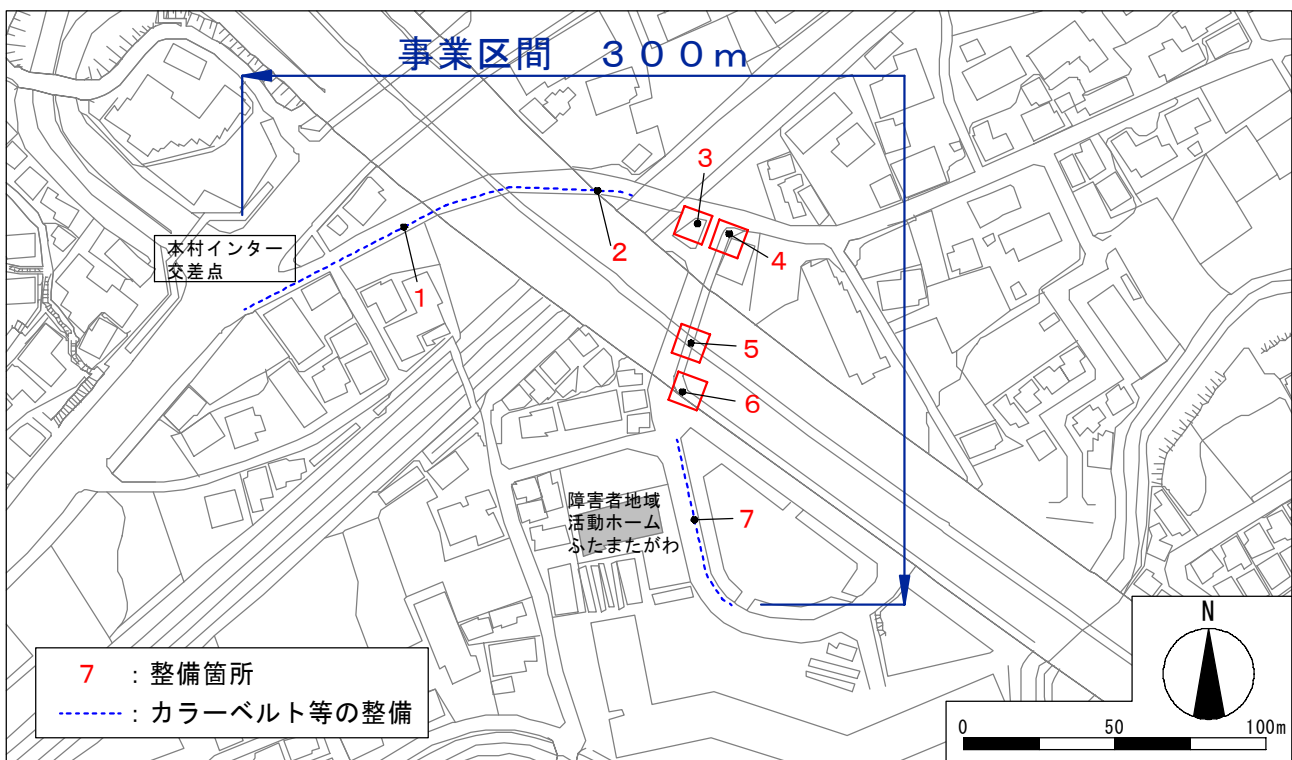 事業区間 ３００ｍ
3
2
4
本村インター
交差点
1
5
6
障害者地域
活動ホーム
ふたまたがわ
7
7 ：整備箇所
：カラーベルト等の整備
N
0 50 100m